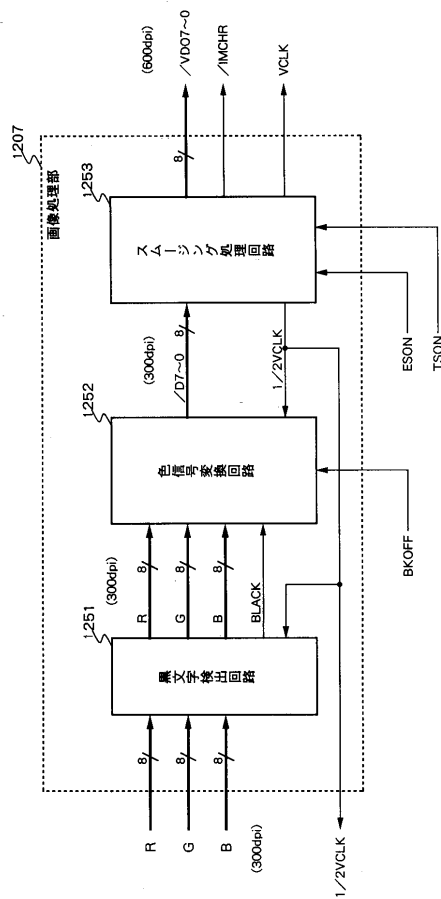 1207
画像処理部
R
G
B
(300dpi)
8
8
8
1251
黒文字検出回路
(300dpi)
R
G
B
8
8
8
BLACK
1252
色信号変換回路
(300dpi)
/D7〜0
8
1/2VCLK
1253
スムージング処理回路
8
(600dpi)
/VDO7〜0
/IMCHR
VCLK
1/2VCLK
BKOFF
ESON
TSON